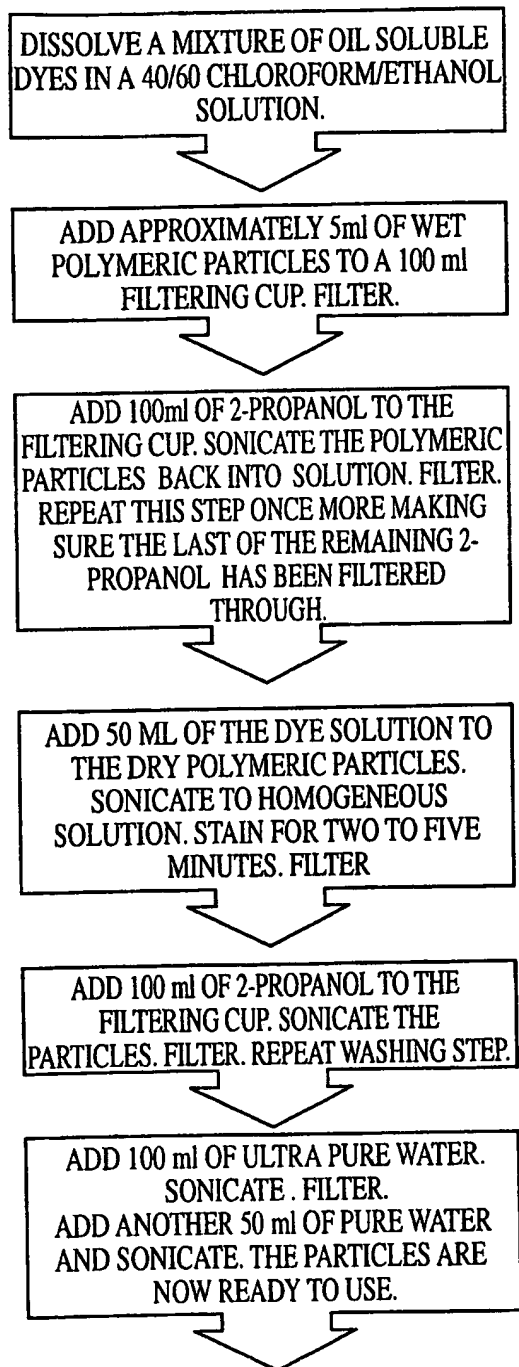 DISSOLVE A MIXTURE OF OIL SOLUBLE
DYES IN A 40/60 CHLOROFORM/ETHANOL
SOLUTION.
ADD APPROXIMATELY 5ml OF WET
POLYMERIC PARTICLES TO A 100 ml
FILTERING CUP. FILTER.
ADD 100ml OF 2-PROPANOL TO THE
FILTERING CUP. SONICATE THE POLYMERIC
PARTICLES BACK INTO SOLUTION. FILTER.
REPEAT THIS STEP ONCE MORE MAKING
SURE THE LAST OF THE REMAINING 2-
PROPANOL HAS BEEN FILTERED
THROUGH.
ADD 50 ML OF THE DYE SOLUTION TO
THE DRY POLYMERIC PARTICLES.
SONICATE TO HOMOGENEOUS
SOLUTION. STAIN FOR TWO TO FIVE
MINUTES. FILTER
ADD 100 ml OF 2-PROPANOL TO THE
FILTERING CUP. SONICATE THE
PARTICLES. FILTER. REPEAT WASHING STEP.
ADD 100 ml OF ULTRA PURE WATER.
SONICATE . FILTER.
ADD ANOTHER 50 ml OF PURE WATER
AND SONICATE. THE PARTICLES ARE
NOW READY TO USE.